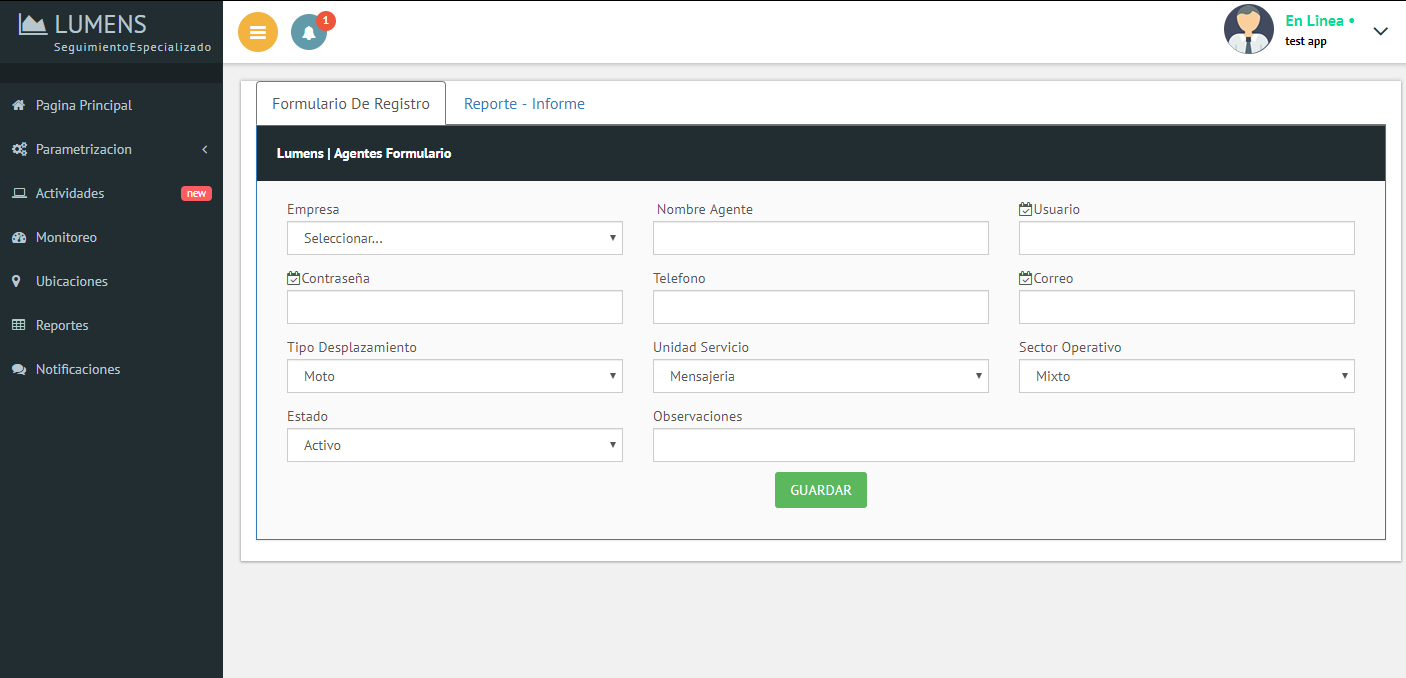 LUMENS
SeguimientoEspecializado
1
En Linea •
test app
Pagina Principal
Parametrizacion
Actividades new
Monitoreo
Ubicaciones
Reportes
Notificaciones
Formulario De Registro Reporte - Informe
Lumens | Agentes Formulario
Empresa Nombre Agente Usuario
Seleccionar...
Contraseña Telefono Correo
Tipo Desplazamiento Unidad Servicio Sector Operativo
Moto Mensajeria Mixto
Estado Observaciones
Activo
GUARDAR